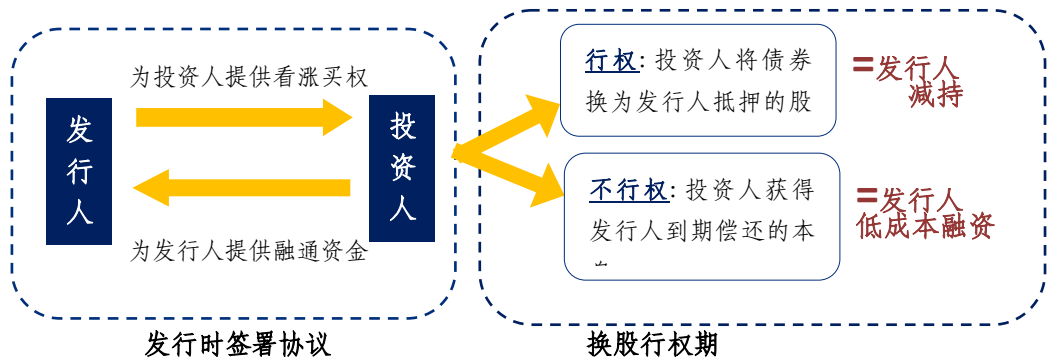 为投资人提供看涨买权
发行人
投资人
为发行人提供融通资金
发行时签署协议
行权: 投资人将债券
换为发行人抵押的股
=发行人
减持
不行权: 投资人获得
发行人到期偿还的本
=发行人
低成本融资
换股行权期